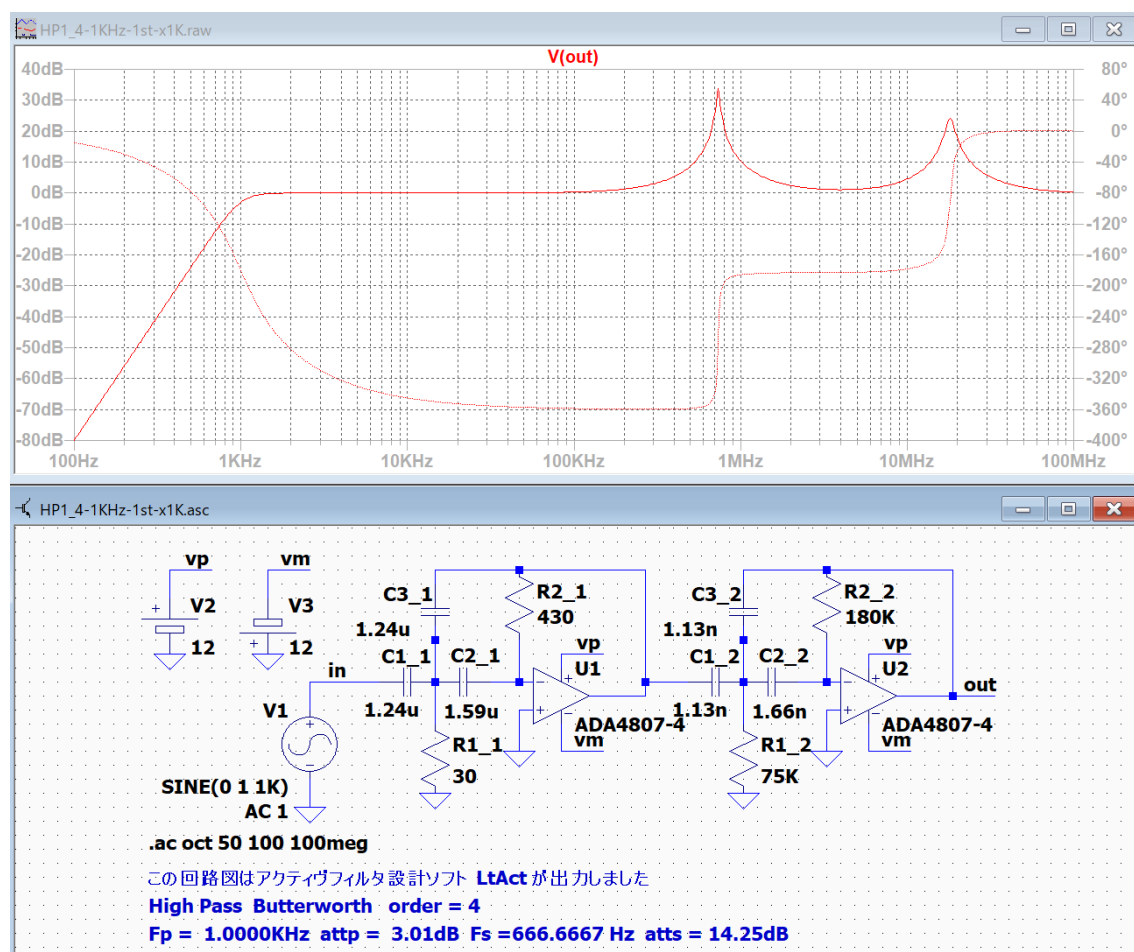 HP1_4-1KHz-1st-x1K.raw
V(out)
40dB 80°
30dB 40°
20dB 0°
10dB -40°
0dB -80°
-10dB -120°
-20dB -160°
-30dB -200°
-40dB -240°
-50dB -280°
-60dB -320°
-70dB -360°
-80dB -400°
100Hz 1KHz 10KHz 100KHz 1MHz 10MHz 100MHz
HP1_4-1KHz-1st-x1K.asc
vp vm
V2 V3
+ +
12 12
in
V1
+
SINE(0 1 1K)
AC 1
C3_1
1.24u
R2_1
430
C1_1
1.24u
C2_1
1.59u
vp
U1
ADA4807-4
vm
R1_1
30
C3_2
1.13n
R2_2
180K
C1_2
1.13n
C2_2
1.66n
vp
U2
ADA4807-4
vm
R1_2
75K
out
.ac oct 50 100 100meg
この回路図はアクティヴフィルタ設計ソフト LtAct が出力しました
High Pass Butterworth order = 4
Fp = 1.0000KHz attp = 3.01dB Fs =666.6667 Hz atts = 14.25dB